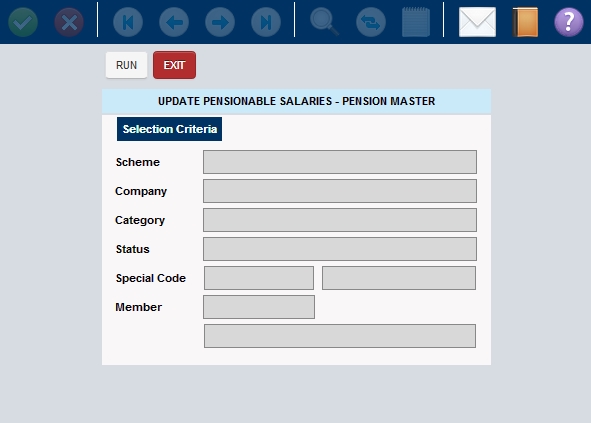 ?
RUN EXIT
UPDATE PENSIONABLE SALARIES - PENSION MASTER
Selection Criteria
Scheme
Company
Category
Status
Special Code
Member